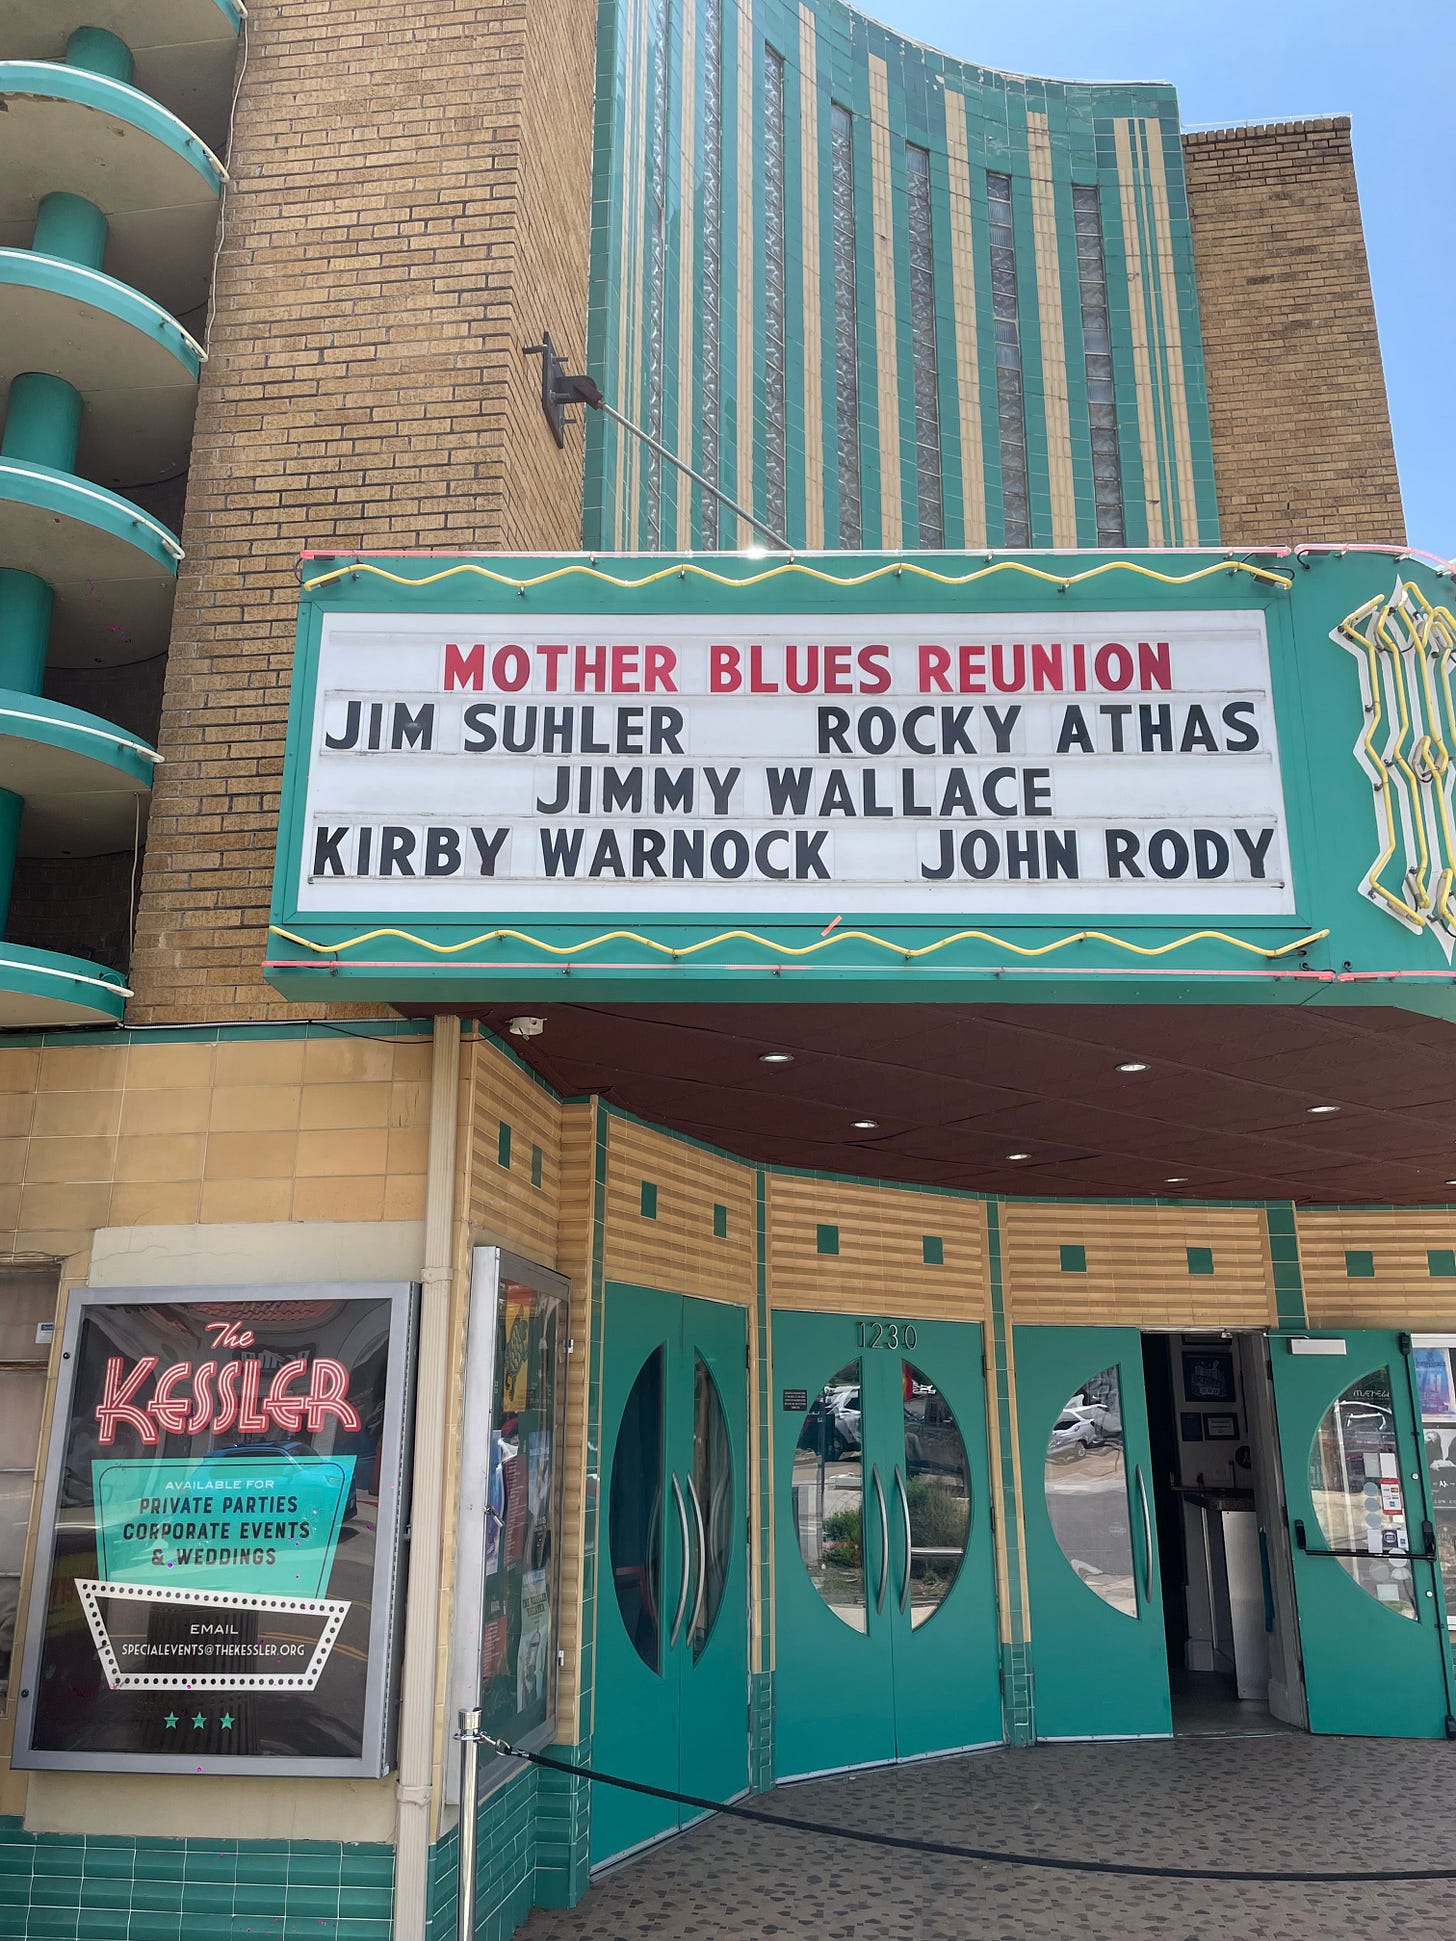 MOTHER BLUES REUNION
JIM SUHLER ROCKY ATHAS
JIMMY WALLACE
KIRBY WARNOCK JOHN RODY
1230
The
KESSLER
AVAILABLE FOR
PRIVATE PARTIES
CORPORATE EVENTS
& WEDDINGS
EMAIL
SPECIALEVENTS@THEKESSLER.ORG